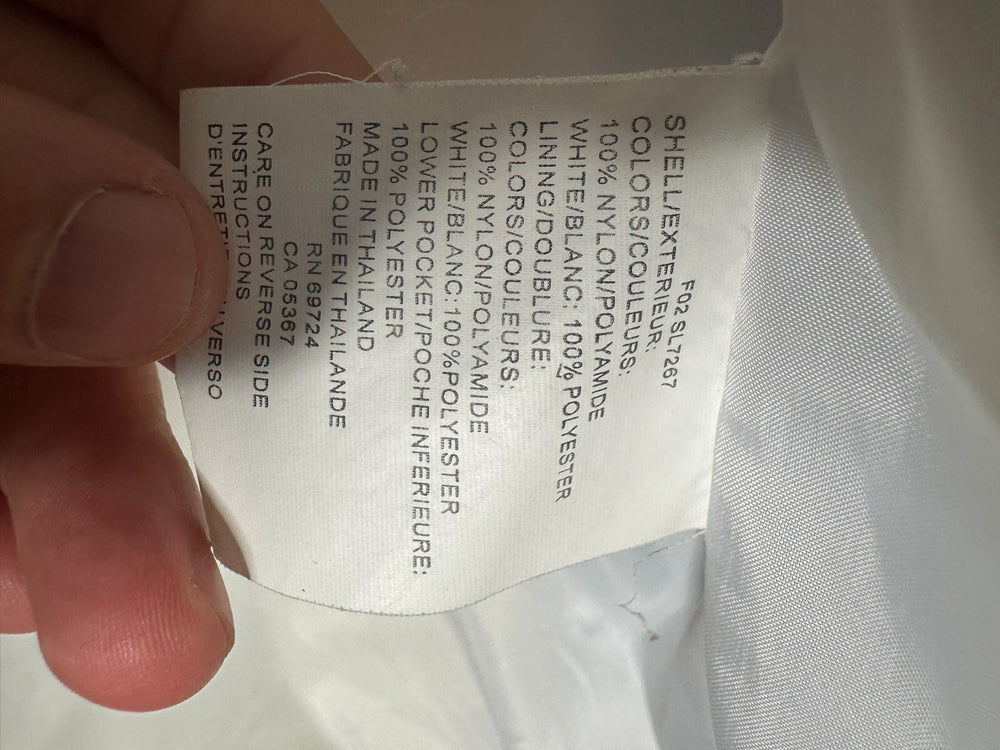 F02 SL7267
SHELL/EXTERIEUR:
COLORS/COULEURS:
100% NYLON/POLYAMIDE
WHITE/BLANC: 100% POLYESTER
LINING/DOUBLURE:
COLORS/COULEURS:
100% NYLON/POLYAMIDE
WHITE/BLANC: 100%POLYESTER
LOWER POCKET/POCHE INFERIEURE:
100% POLYESTER
MADE IN THAILAND
FABRIQUE EN THAILANDE
RN 69724
CA 05367
CARE ON REVERSE SIDE
INSTRUCTIONS
VERSO